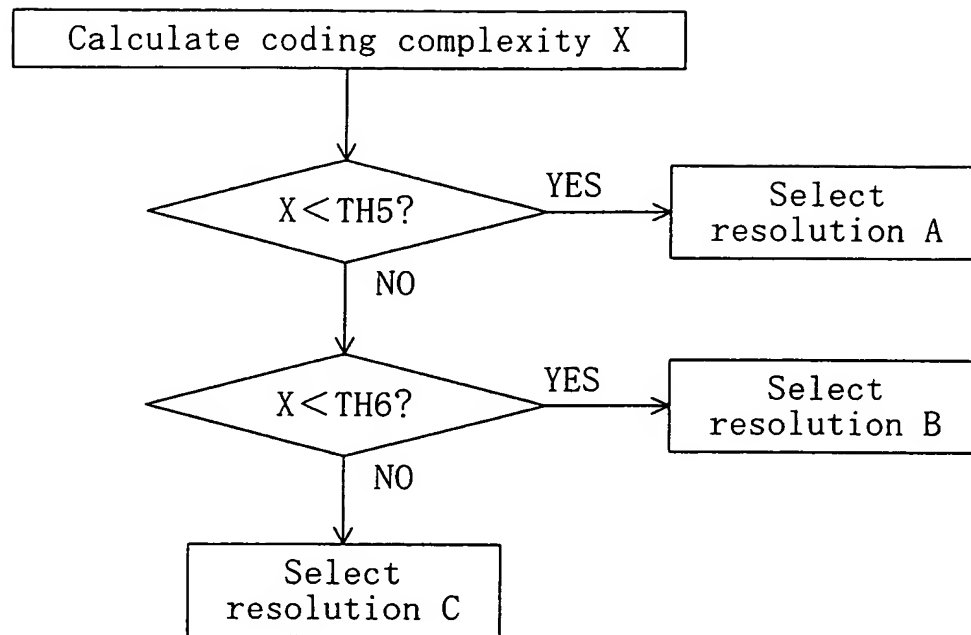 Calculate coding complexity X
X<TH5?
YES
Select
resolution A
NO
X<TH6?
YES
Select
resolution B
NO
Select
resolution C